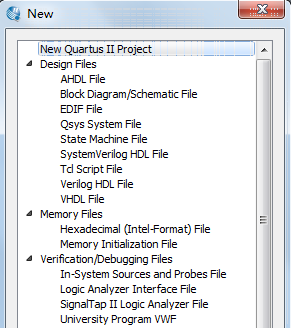 New
New Quartus II Project
Design Files
AHDL File
Block Diagram/Schematic File
EDIF File
Qsys System File
State Machine File
SystemVerilog HDL File
Tcl Script File
Verilog HDL File
VHDL File
Memory Files
Hexadecimal (Intel-Format) File
Memory Initialization File
Verification/Debugging Files
In-System Sources and Probes File
Logic Analyzer Interface File
SignalTap II Logic Analyzer File
University Program VWF